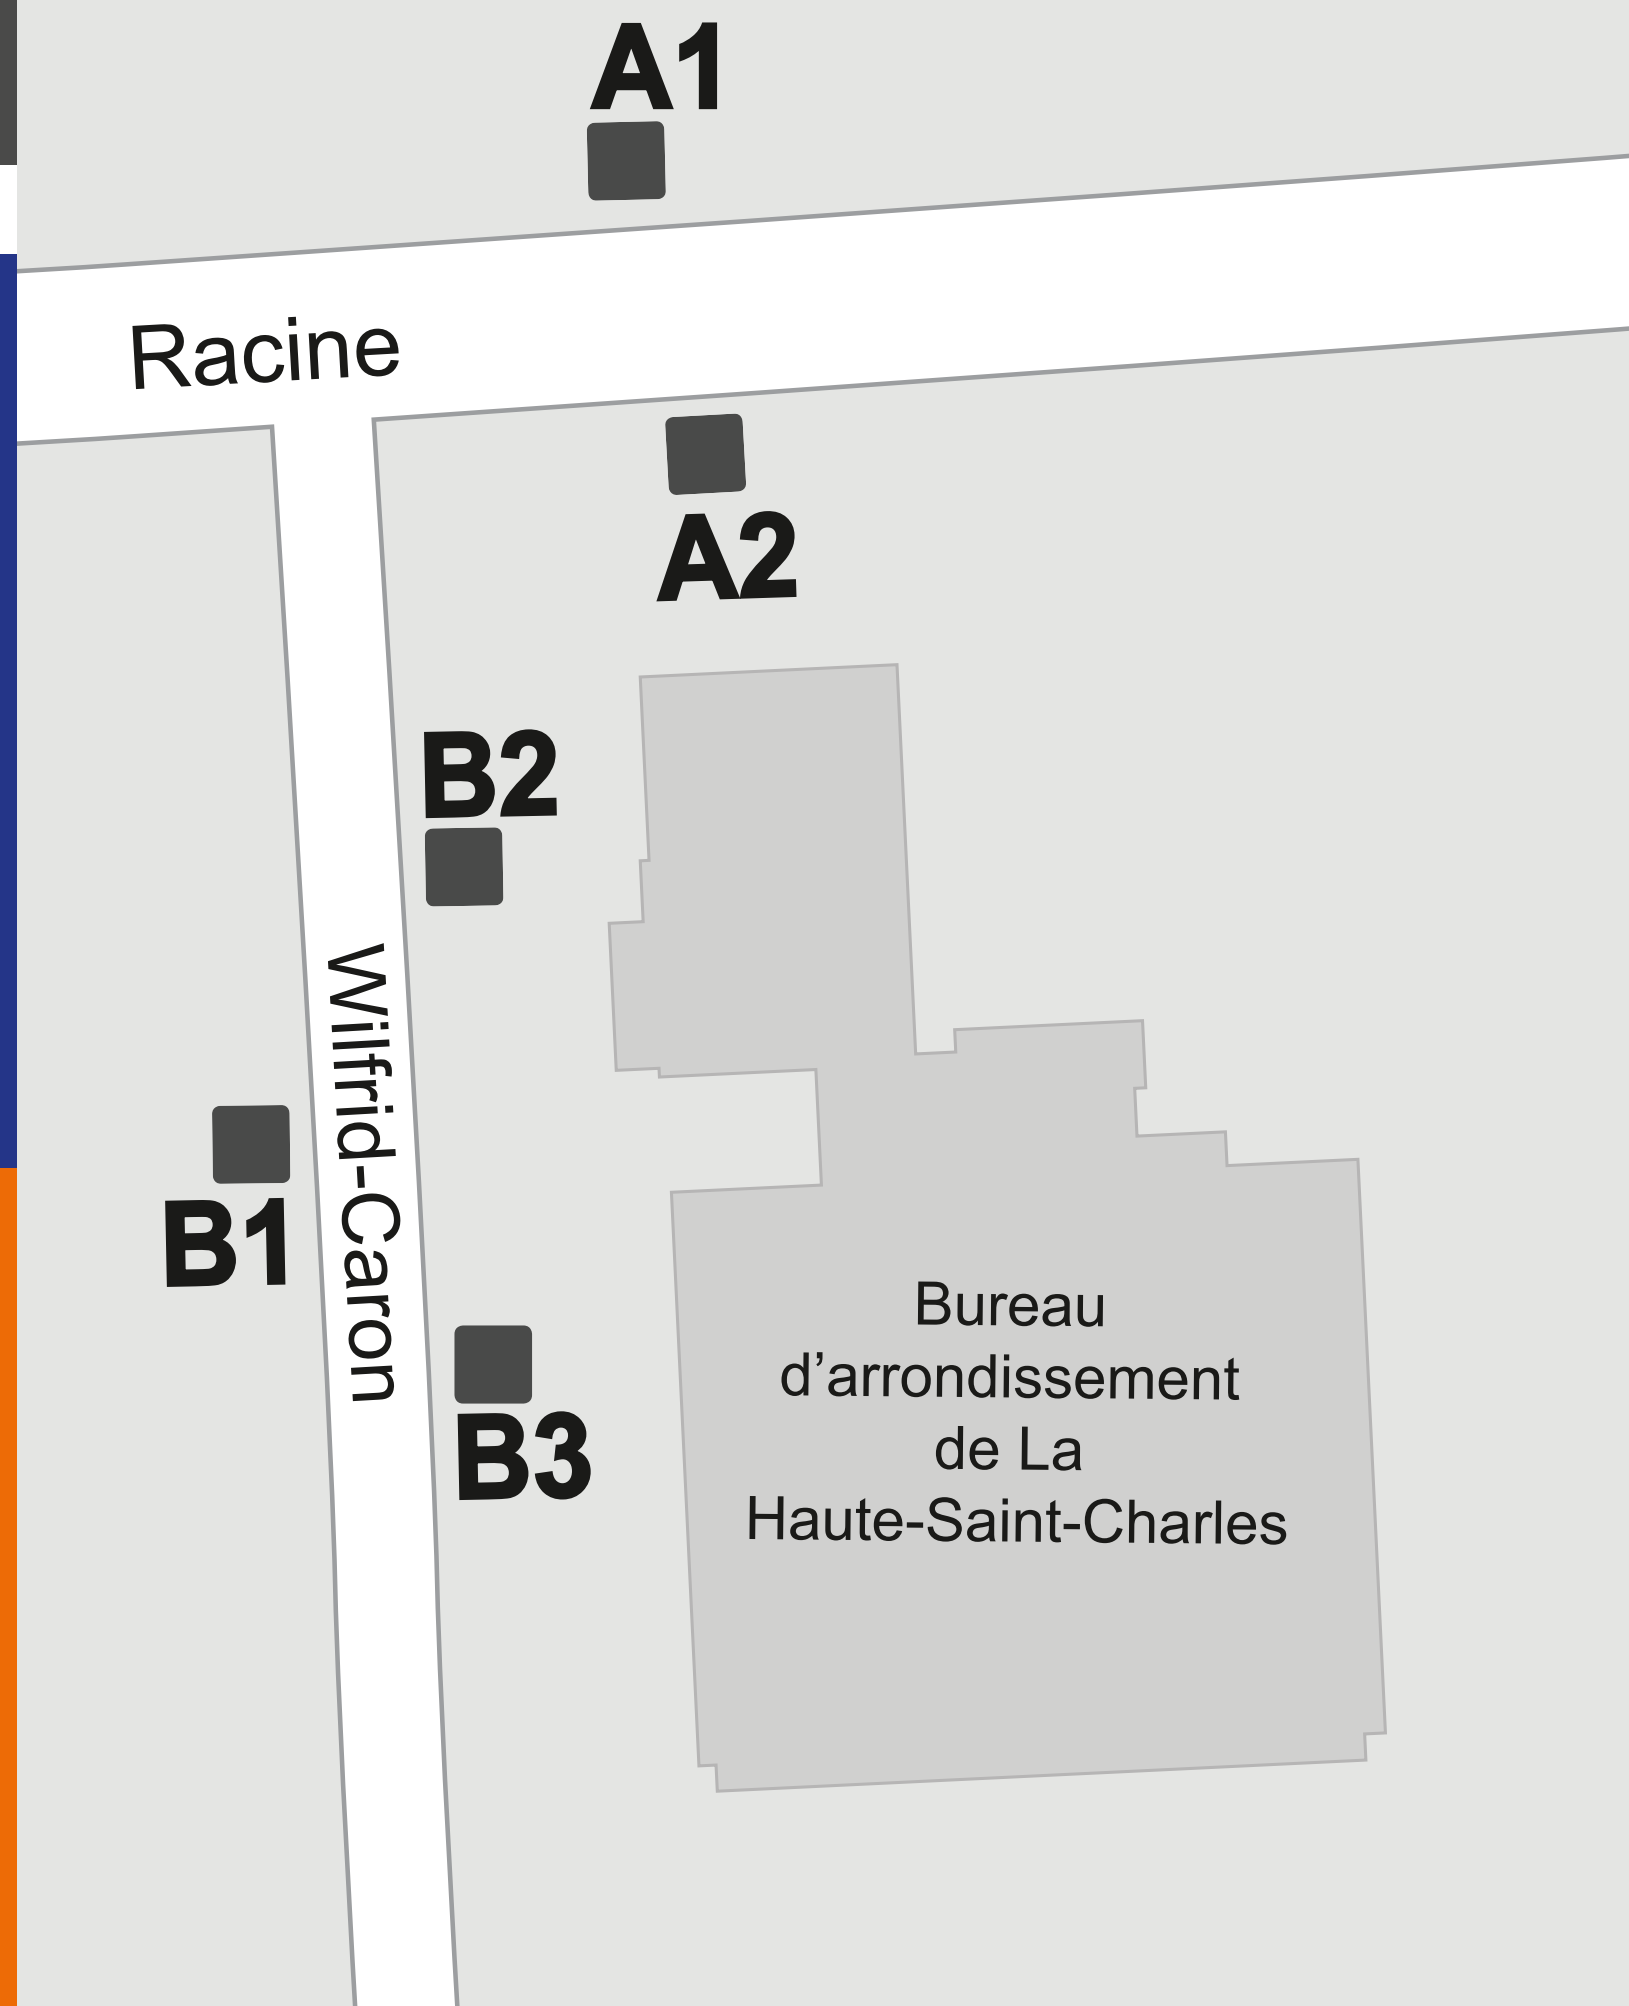 A1
Racine
A2
B2
Wilfrid-Caron
B1
B3
Bureau
d’arrondissement
de La
Haute-Saint-Charles